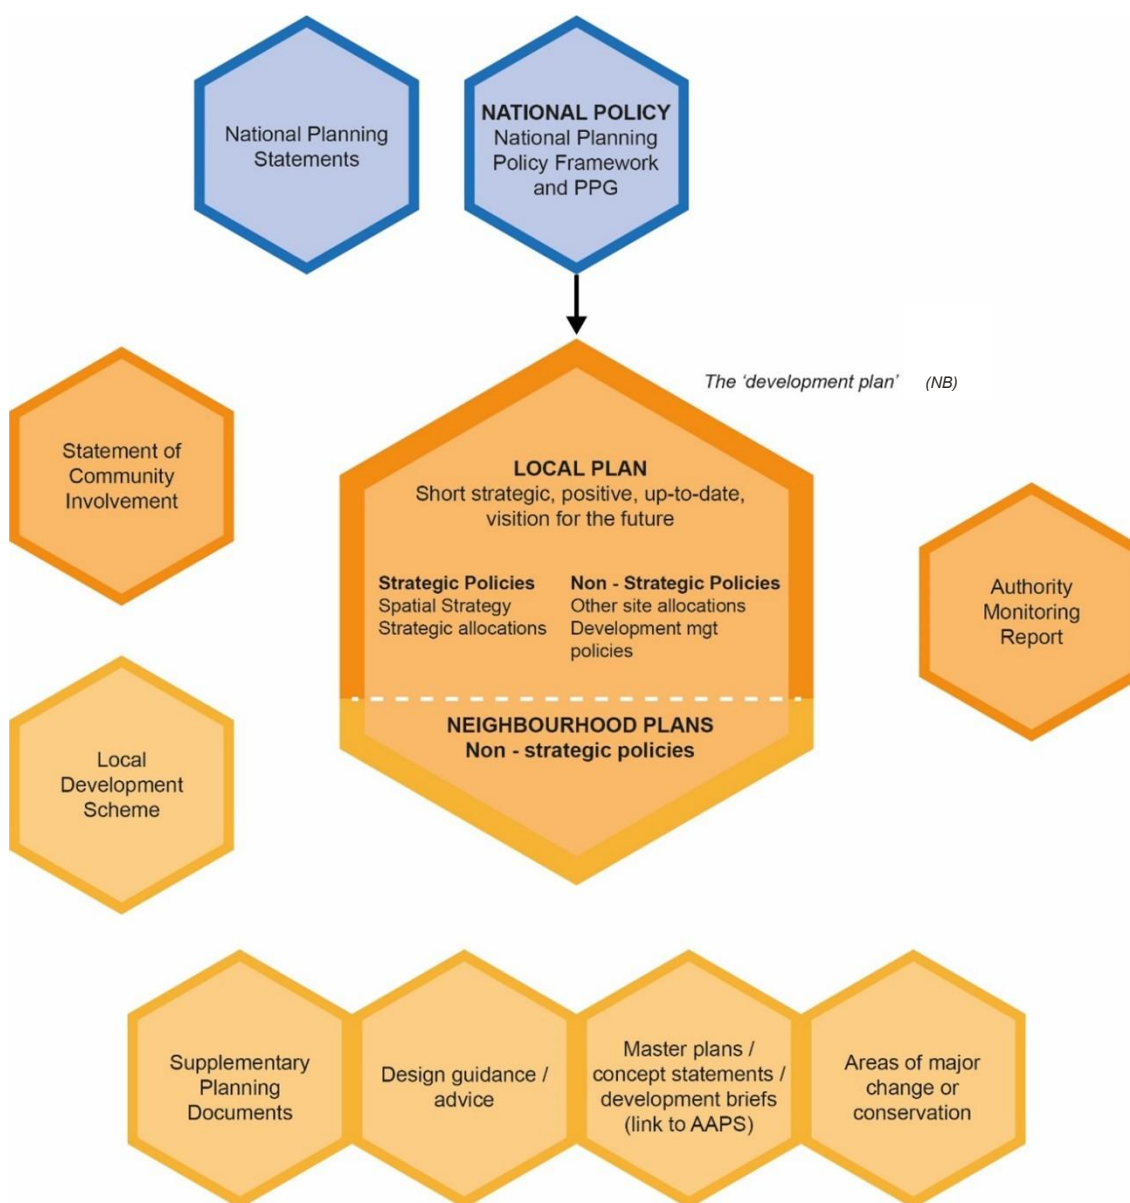 National Planning
Statements
NATIONAL POLICY
National Planning
Policy Framework
and PPG
The ‘development plan’ (NB)
Statement of
Community
Involvement
LOCAL PLAN
Short strategic, positive, up-to-date,
visition for the future
Strategic Policies
Spatial Strategy
Strategic allocations
Non - Strategic Policies
Other site allocations
Development mgt
policies
Authority
Monitoring
Report
NEIGHBOURHOOD PLANS
Non - strategic policies
Local
Development
Scheme
Supplementary
Planning
Documents
Design guidance /
advice
Master plans /
concept statements /
development briefs
(link to AAPS)
Areas of major
change or
conservation